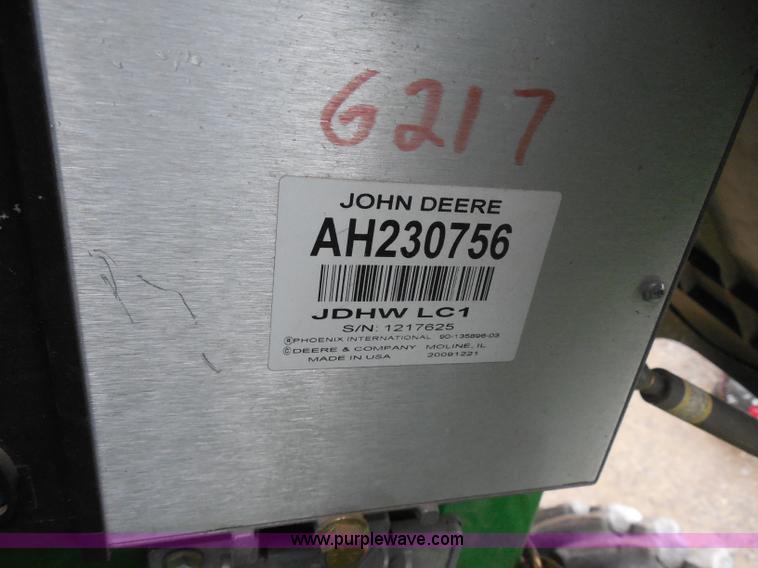 6217
JOHN DEERE
AH230756
JDHW LC1
S/N: 1217625
®PHOENIX INTERNATIONAL 90-135896-03
©DEERE & COMPANY MOLINE, IL
MADE IN USA 20091221
www.purplewave.com